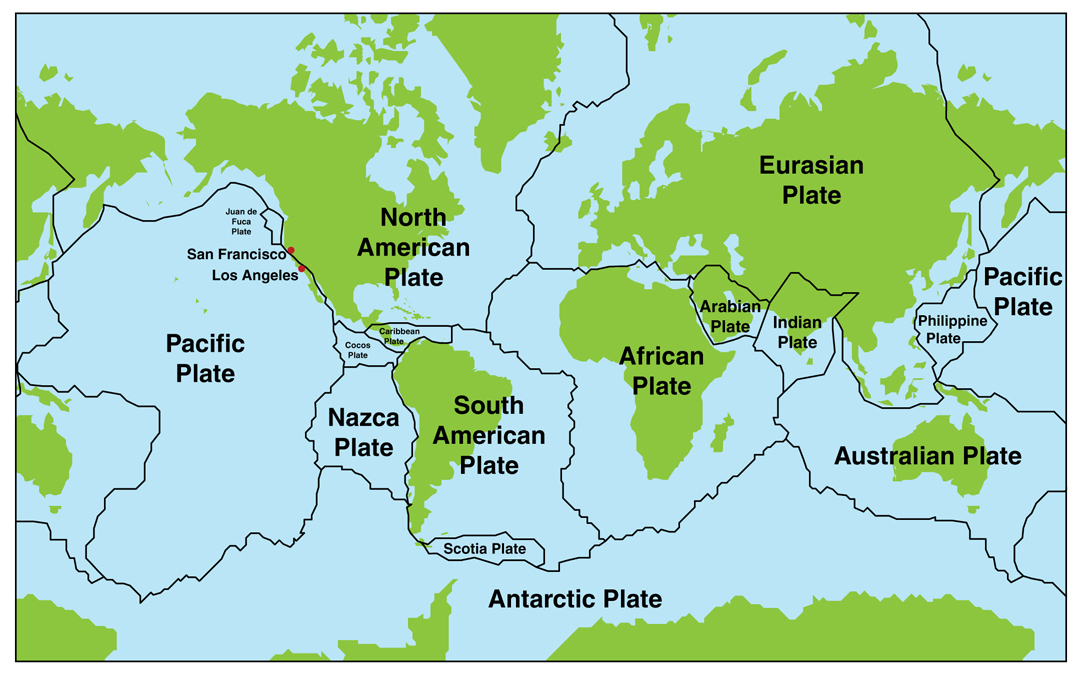 Eurasian
Plate
Juan de
Fuca
Plate
North
American
Plate
San Francisco
Los Angeles
Pacific
Plate
Arabian
Plate
Indian
Plate
Philippine
Plate
Caribbean
Plate
Cocos
Plate
Pacific
Plate
African
Plate
Nazca
Plate
South
American
Plate
Australian Plate
Scotia Plate
Antarctic Plate